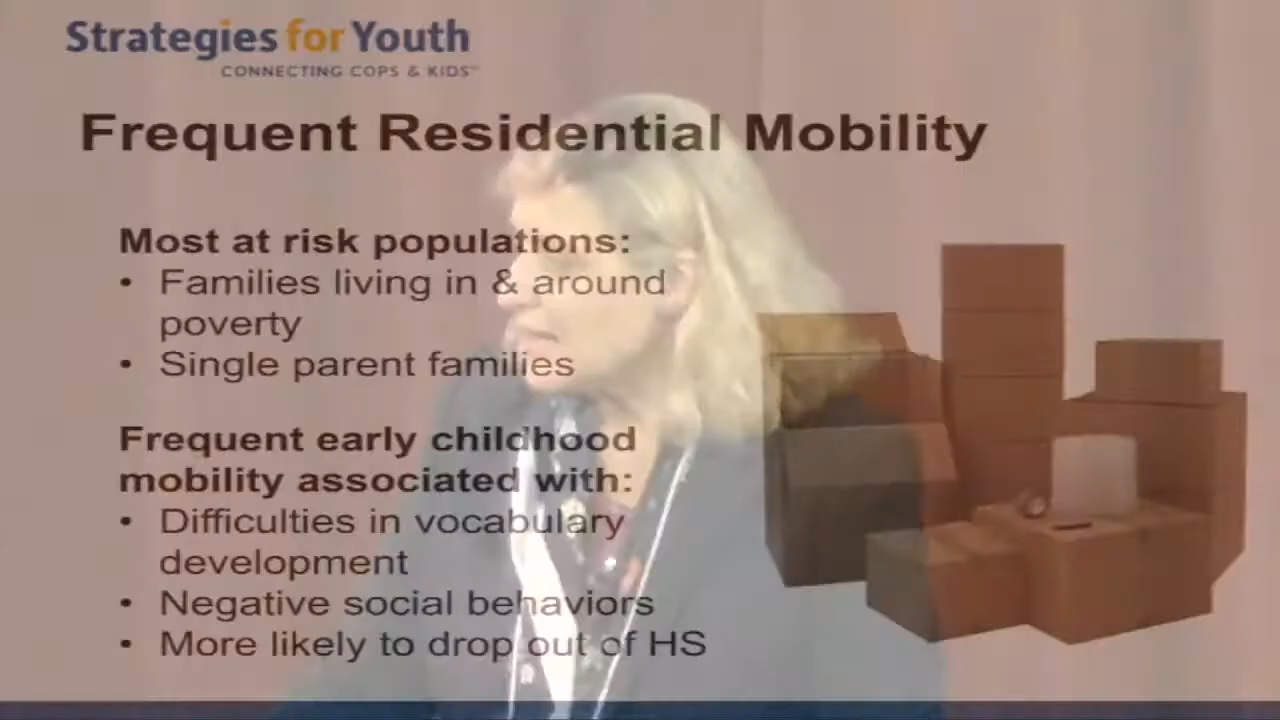 Strategies for Youth
CONNECTING COPS & KIDS™
Frequent Residential Mobility
Most at risk populations:
• Families living in & around
poverty
• Single parent families
Frequent early childhood
mobility associated with:
• Difficulties in vocabulary
development
• Negative social behaviors
• More likely to drop out of HS